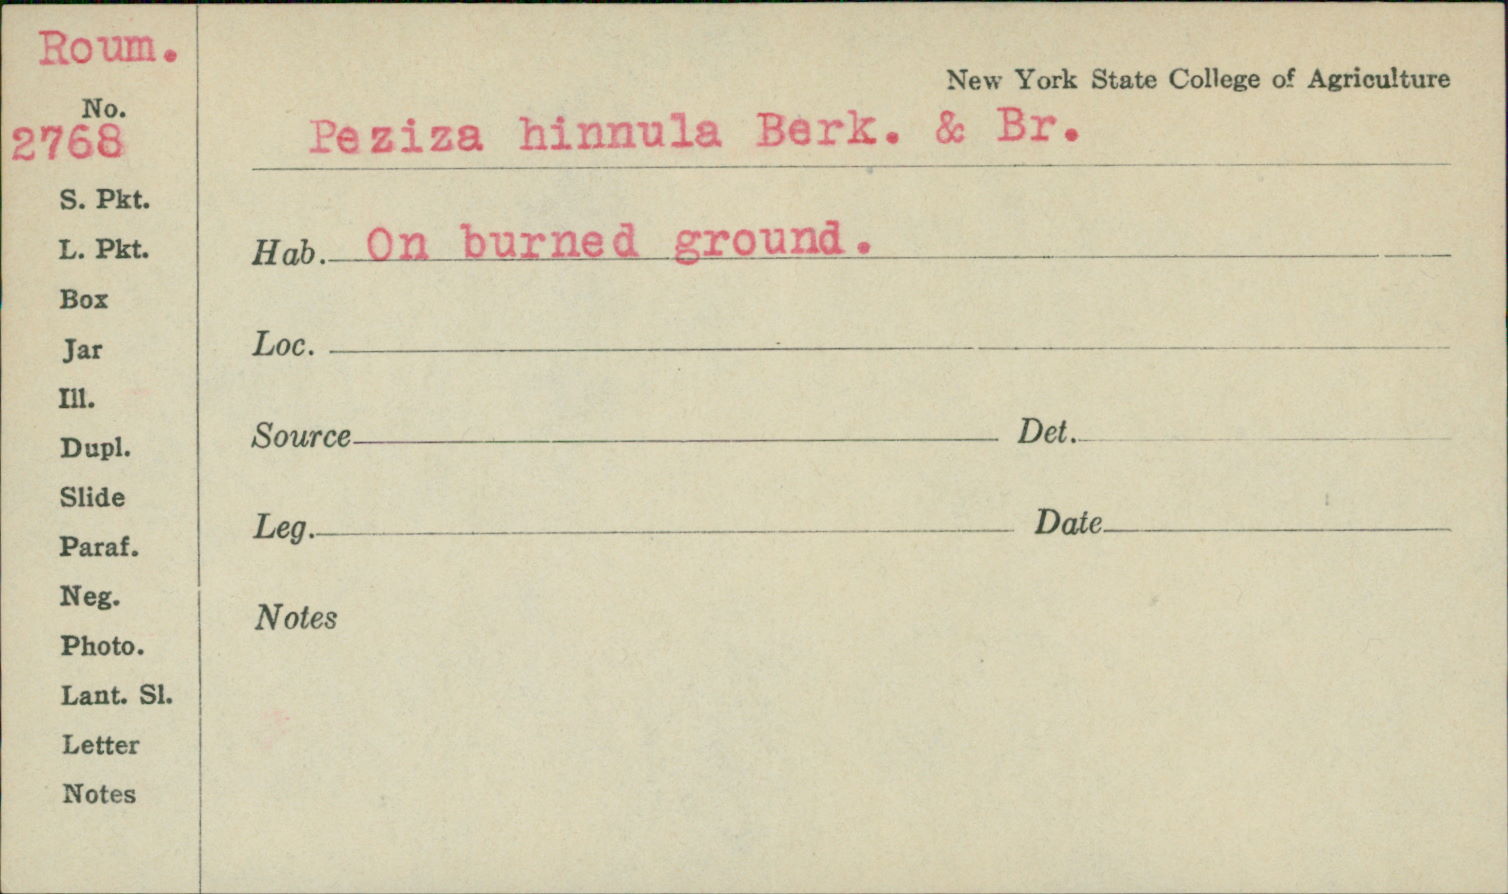 Roum.
No.
2768
S. Pkt.
L. Pkt.
Box
Jar
Ill.
Dupl.
Slide
Paraf.
Neg.
Photo.
Lant. Sl.
Letter
Notes
New York State College of Agriculture
Peziza hinnula Berk. & Br.
Hab. On burned ground.
Loc.
Source Det.
Leg. Date
Notes